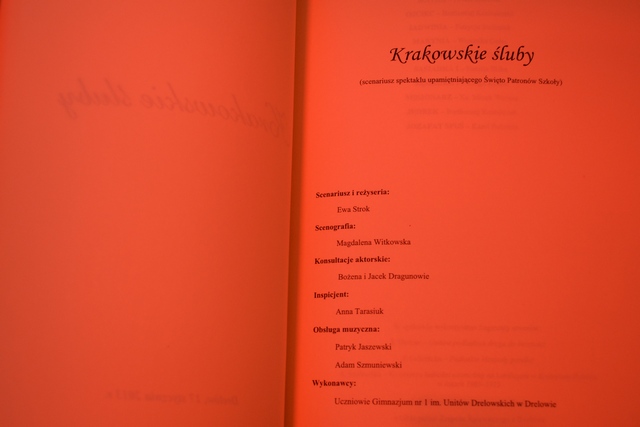 Krakowskie śluby
(scenariusz spektaklu upamiętniającego Święto Patronów Szkoły)
Scenariusz i reżyseria:
Ewa Strok
Scenografia:
Magdalena Witkowska
Konsultacje aktorskie:
Bożena i Jacek Dragunowie
Inspicjent:
Anna Tarasiuk
Obsługa muzyczna:
Patryk Jaszewski
Adam Szmuniewski
Wykonawcy:
Uczniowie Gimnazjum nr 1 im. Unitów Drelowskich w Drelowie